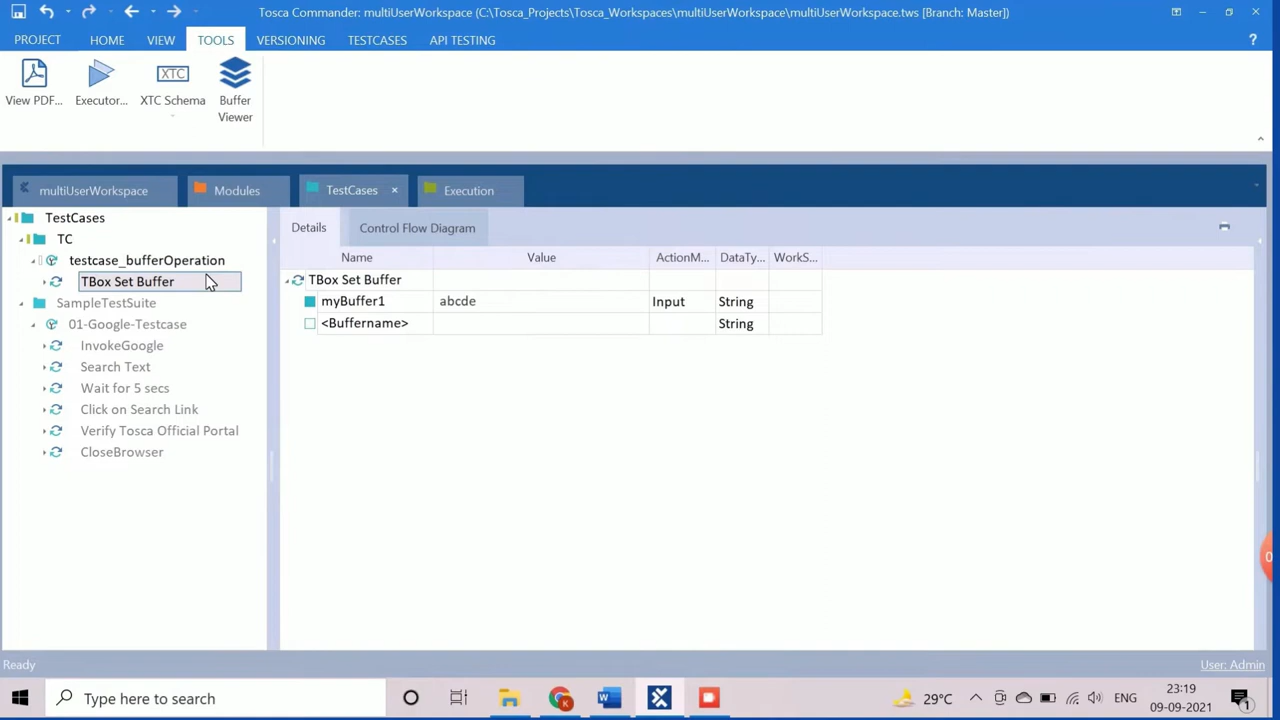 Tosca Commander: multiUserWorkspace (C:\Tosca_Projects\Tosca_Workspaces\multiUserWorkspace\multiUserWorkspace.tws [Branch: Master])
PROJECT HOME VIEW TOOLS VERSIONING TESTCASES API TESTING ?
View PDF... Executor... XTC XTC Schema Buffer Viewer
multiUserWorkspace Modules TestCases × Execution
TestCases
TC
testcase_bufferOperation
TBox Set Buffer
SampleTestSuite
01-Google-Testcase
InvokeGoogle
Search Text
Wait for 5 secs
Click on Search Link
Verify Tosca Official Portal
CloseBrowser
Details Control Flow Diagram
Name Value ActionM... DataTy... WorkS...
TBox Set Buffer
myBuffer1 abcde Input String
<Buffername> String
Ready User: Admin
Type here to search 29°C ENG 23:19
09-09-2021 1
0